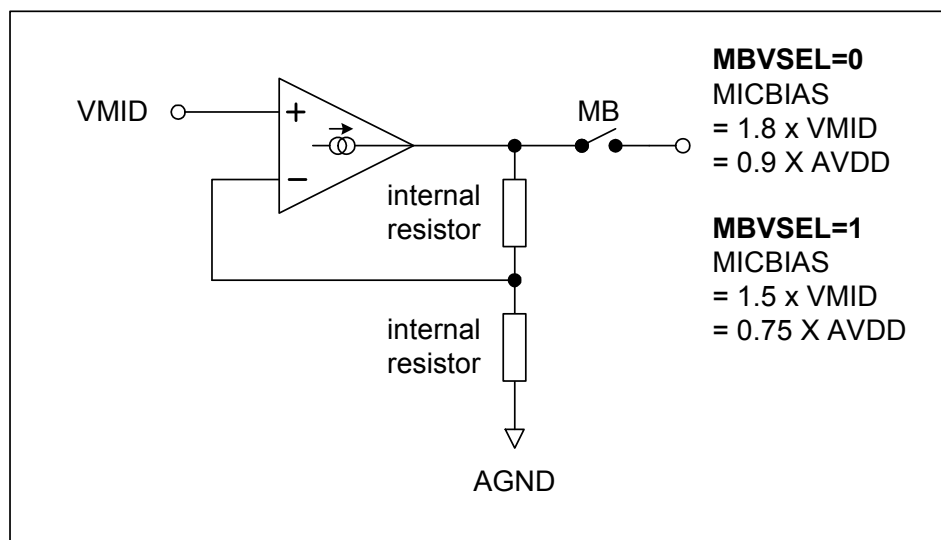 MBVSEL=0
MICBIAS
= 1.8 x VMID
= 0.9 X AVDD
VMID
+
MB
−
internal
resistor
MBVSEL=1
MICBIAS
= 1.5 x VMID
= 0.75 X AVDD
internal
resistor
AGND